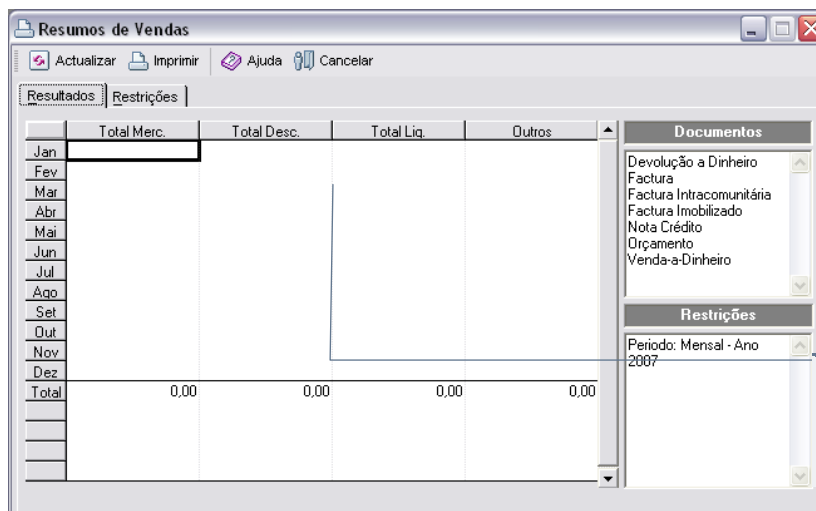 Resumos de Vendas
Actualizar Imprimir Ajuda Cancelar
Resultados Restrições
Total Merc. Total Desc. Total Liq. Outros
Jan
Fev
Mar
Abr
Mai
Jun
Jul
Ago
Set
Out
Nov
Dez
Total 0,00 0,00 0,00 0,00
Documentos
Devolução a Dinheiro
Factura
Factura Intracomunitária
Factura Imobilizado
Nota Crédito
Orçamento
Venda-a-Dinheiro
Restrições
Periodo: Mensal - Ano
2007